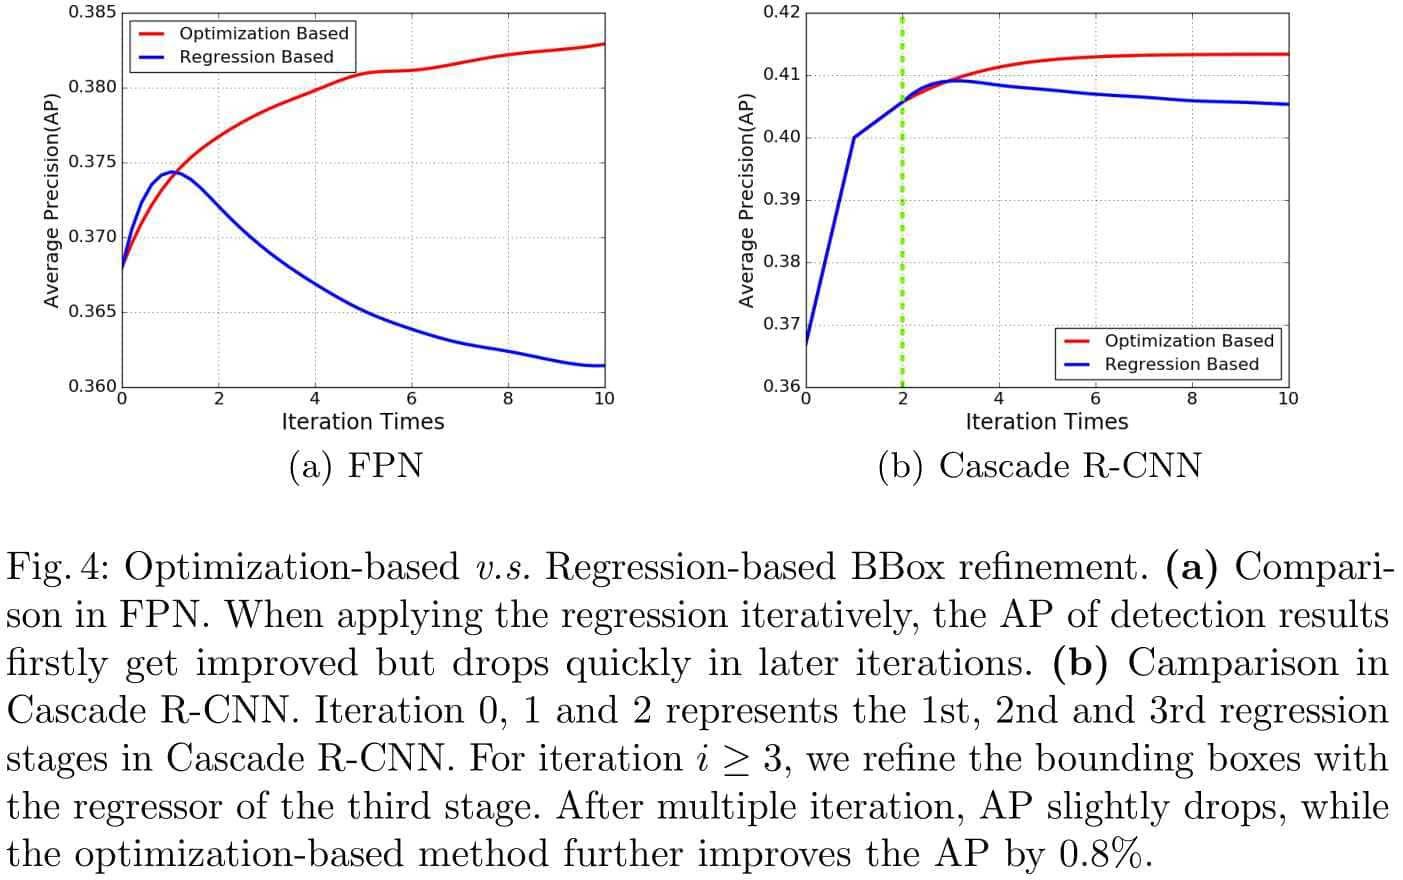 0.385
0.380
0.375
0.370
0.365
0.360
Average Precision(AP)
Optimization Based
Regression Based
0 2 4 6 8 10
Iteration Times
(a) FPN
0.42
0.41
0.40
0.39
0.38
0.37
0.36
Average Precision(AP)
Optimization Based
Regression Based
0 2 4 6 8 10
Iteration Times
(b) Cascade R-CNN
Fig. 4: Optimization-based v.s. Regression-based BBox refinement. (a) Compari-
son in FPN. When applying the regression iteratively, the AP of detection results
firstly get improved but drops quickly in later iterations. (b) Camparison in
Cascade R-CNN. Iteration 0, 1 and 2 represents the 1st, 2nd and 3rd regression
stages in Cascade R-CNN. For iteration i ≥ 3, we refine the bounding boxes with
the regressor of the third stage. After multiple iteration, AP slightly drops, while
the optimization-based method further improves the AP by 0.8%.